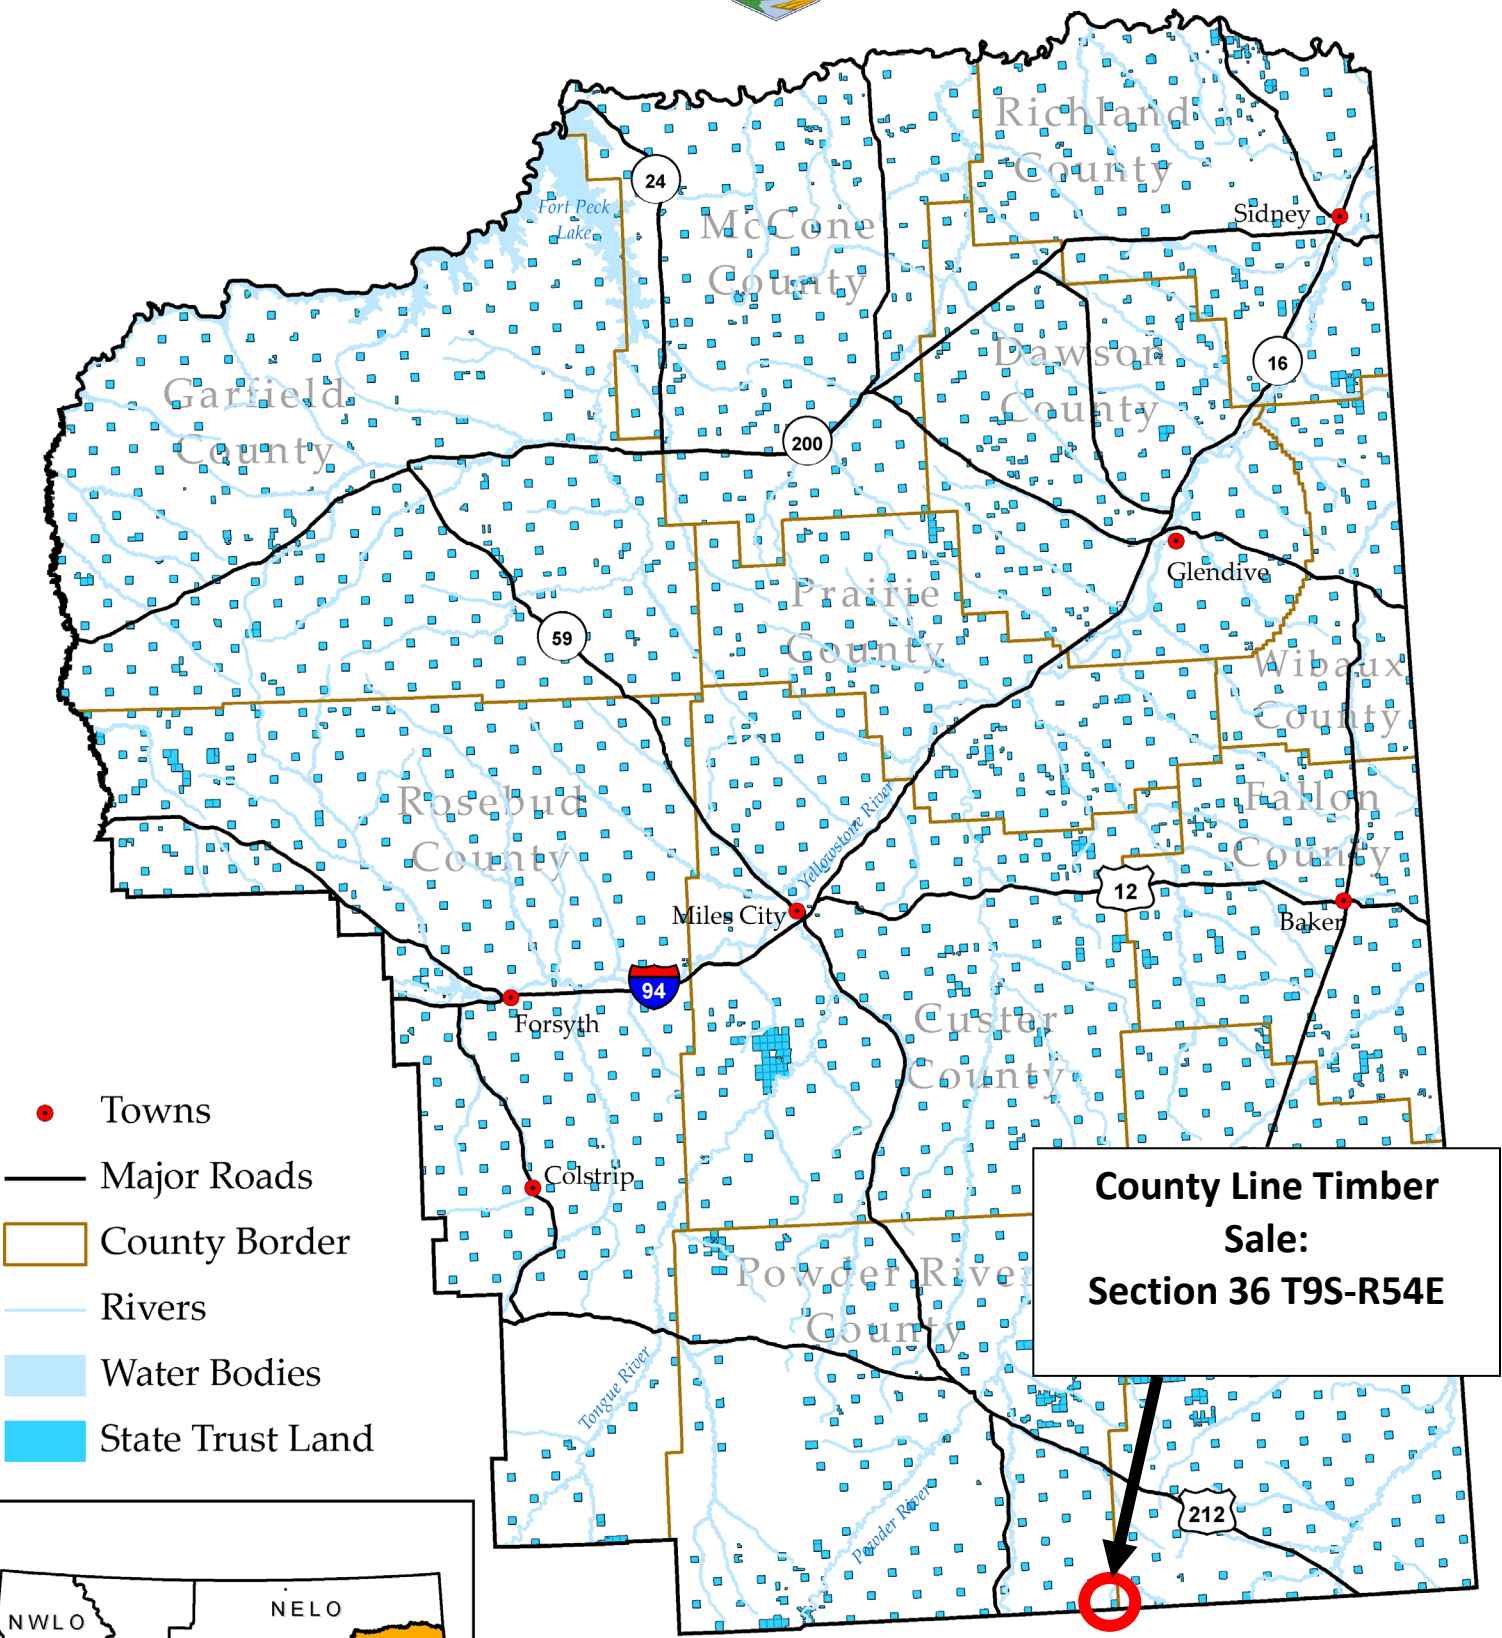 Richland
County
24
Fort Peck
Lake
McCone
County
Sidney
Garfield
County
Dawson
County
16
200
Glendive
Prairie
County
59
Wibaux
County
Rosebud
County
Yellowstone River
Fallon
County
12
Miles City
Baker
94
Forsyth
Custer
County
Towns
Major Roads
County Border
Rivers
Water Bodies
State Trust Land
Colstrip
County Line Timber
Sale:
Section 36 T9S-R54E
Powder River
County
Tongue River
Powder River
212
NWLO
NELO